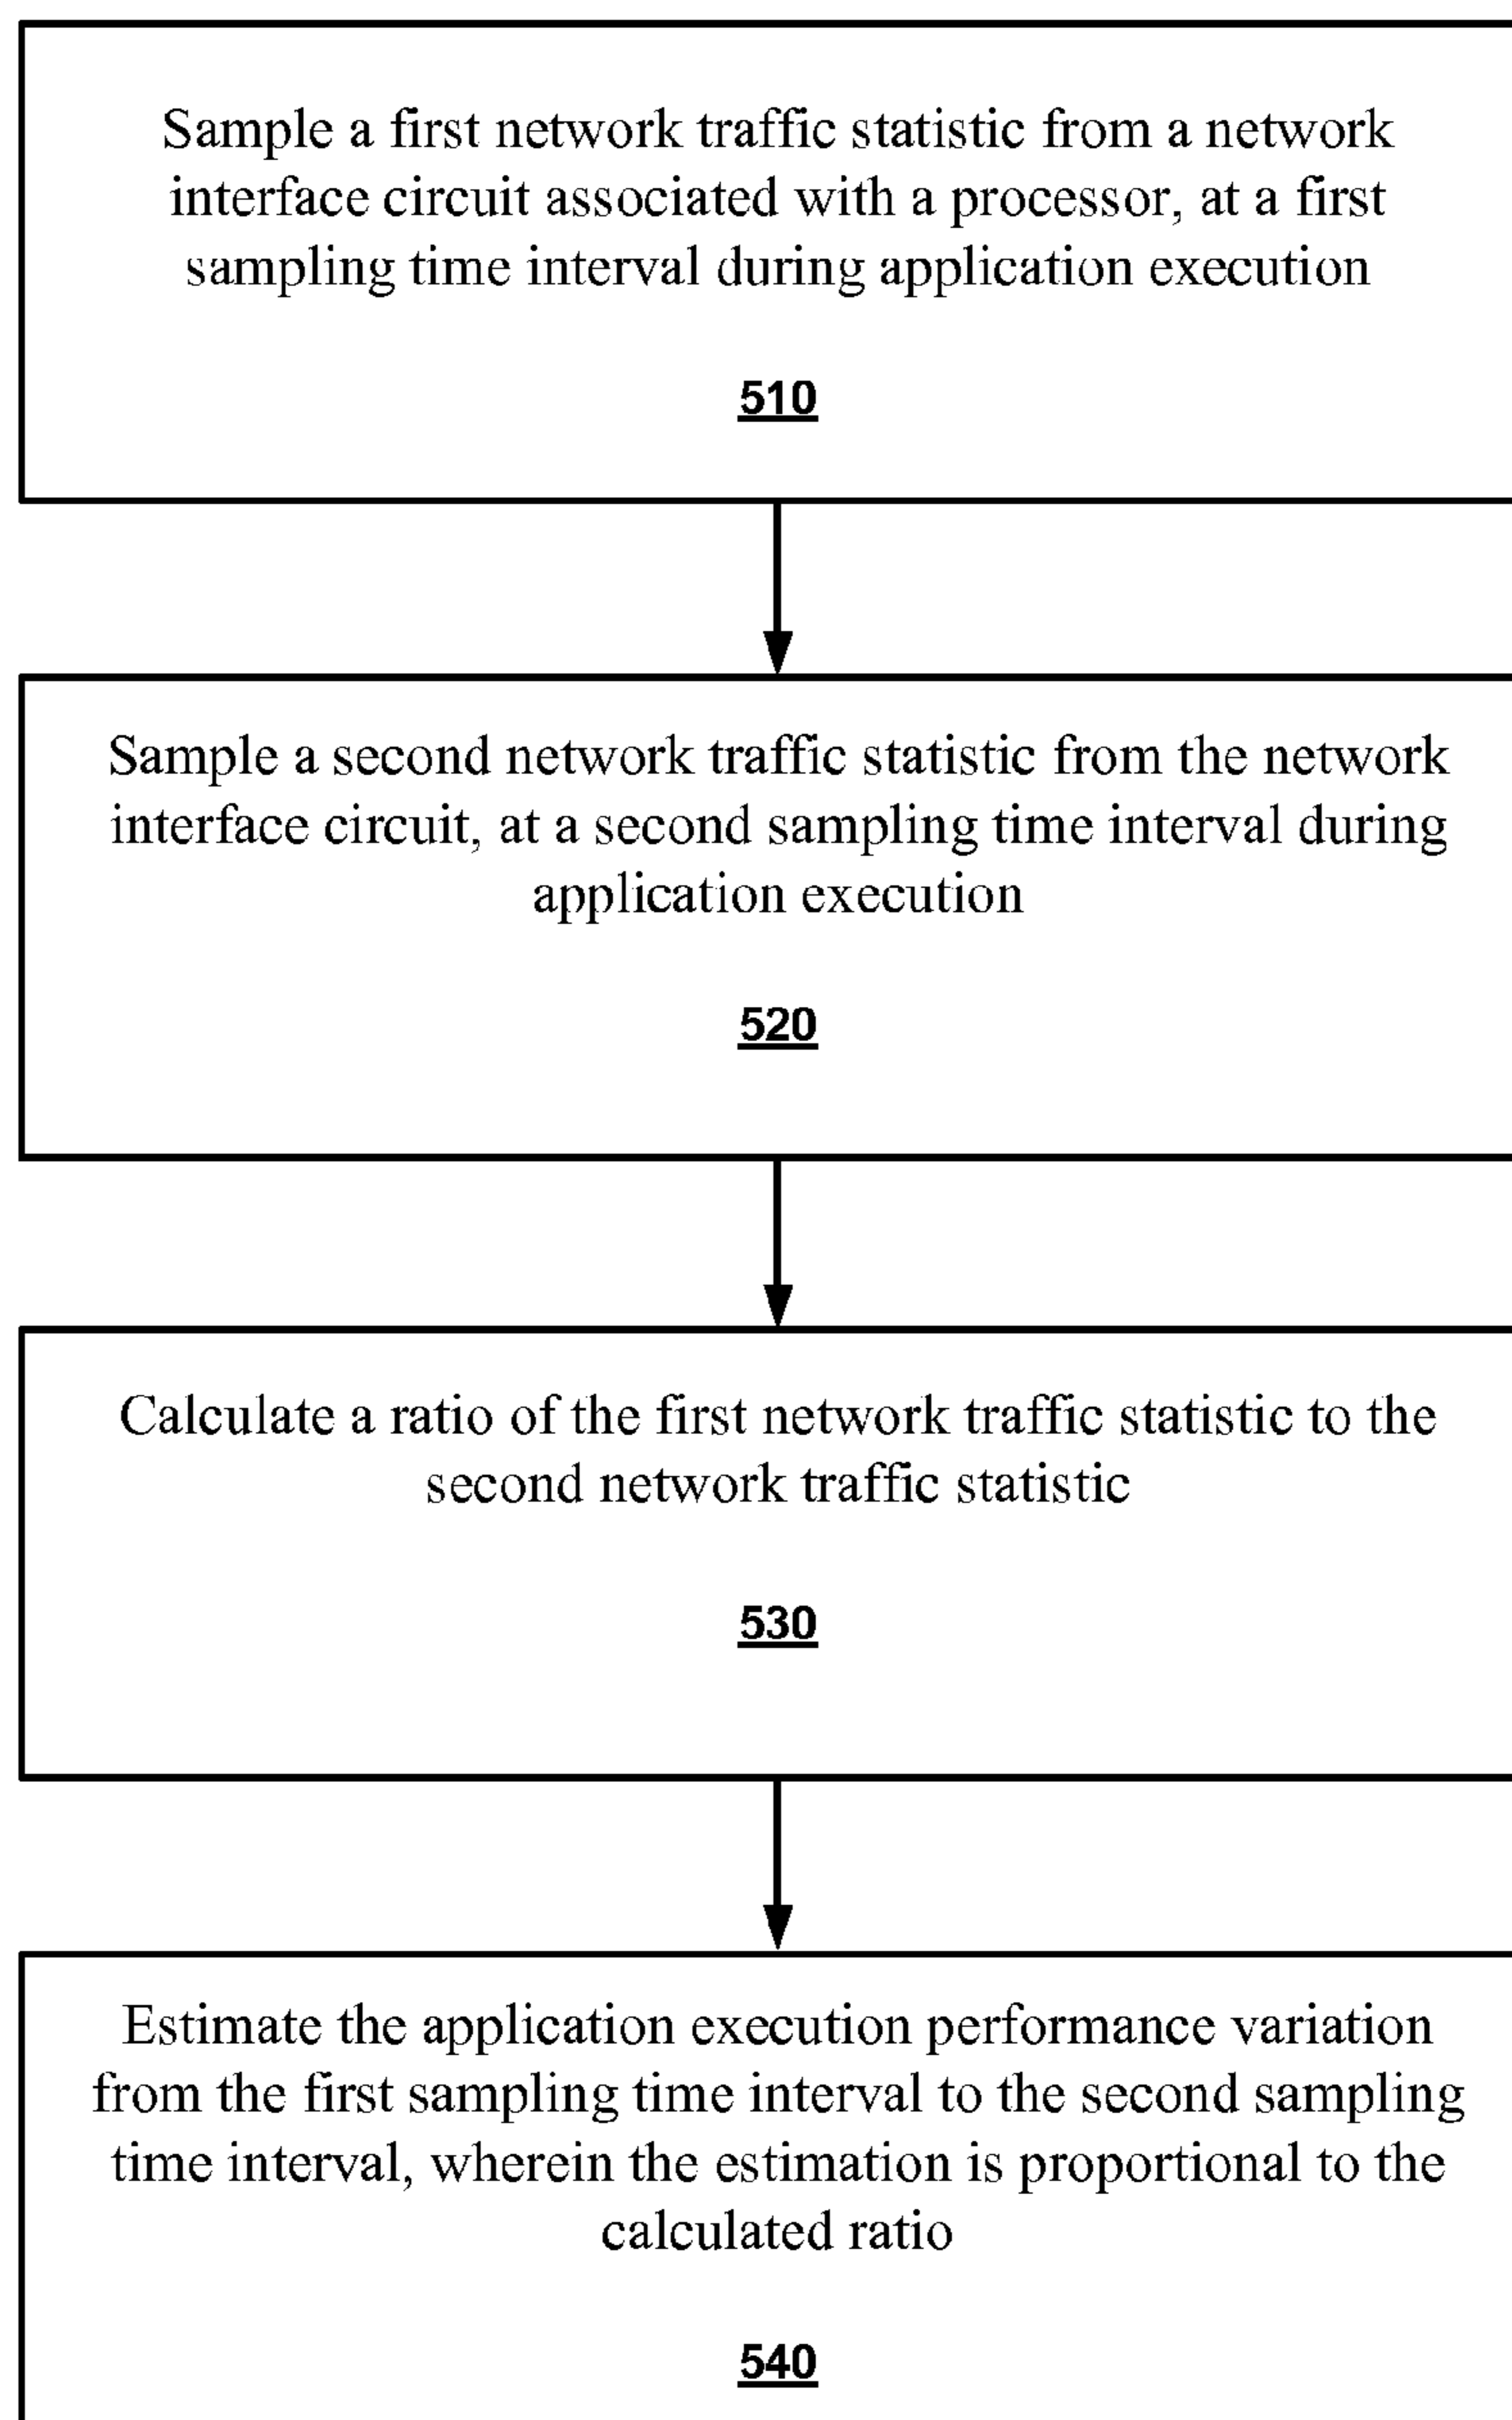 Sample a first network traffic statistic from a network
interface circuit associated with a processor, at a first
sampling time interval during application execution
510
Sample a second network traffic statistic from the network
interface circuit, at a second sampling time interval during
application execution
520
Calculate a ratio of the first network traffic statistic to the
second network traffic statistic
530
Estimate the application execution performance variation
from the first sampling time interval to the second sampling
time interval, wherein the estimation is proportional to the
calculated ratio
540